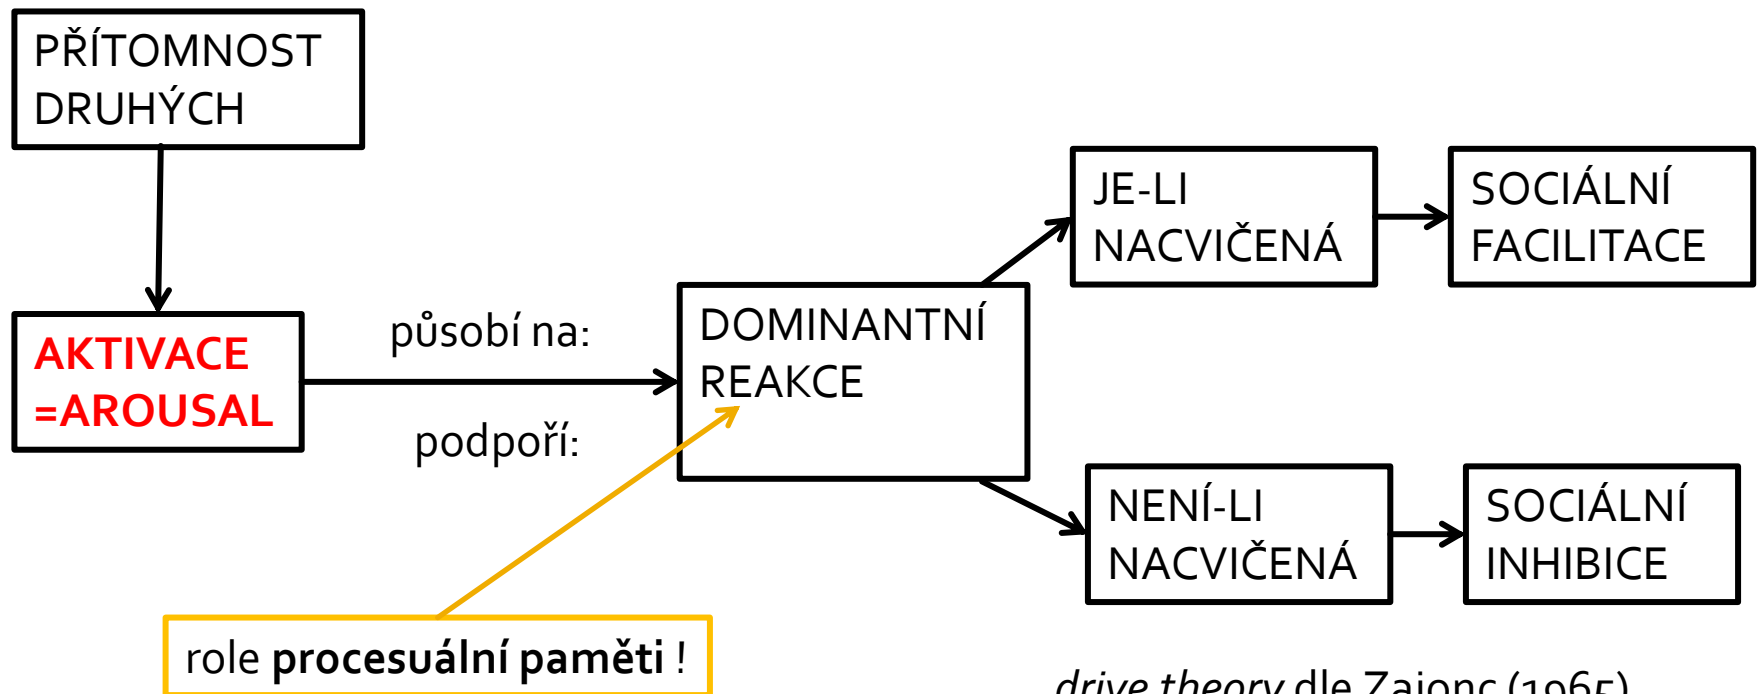 PŘÍTOMNOST
DRUHÝCH
AKTIVACE
=AROUSAL
působí na:
podpoří:
DOMINANTNÍ
REAKCE
JE-LI
NACVIČENÁ
SOCIÁLNÍ
FACILITACE
NENÍ-LI
NACVIČENÁ
SOCIÁLNÍ
INHIBICE
role procesuální paměti !
drive theory dle Zajonc (1965)